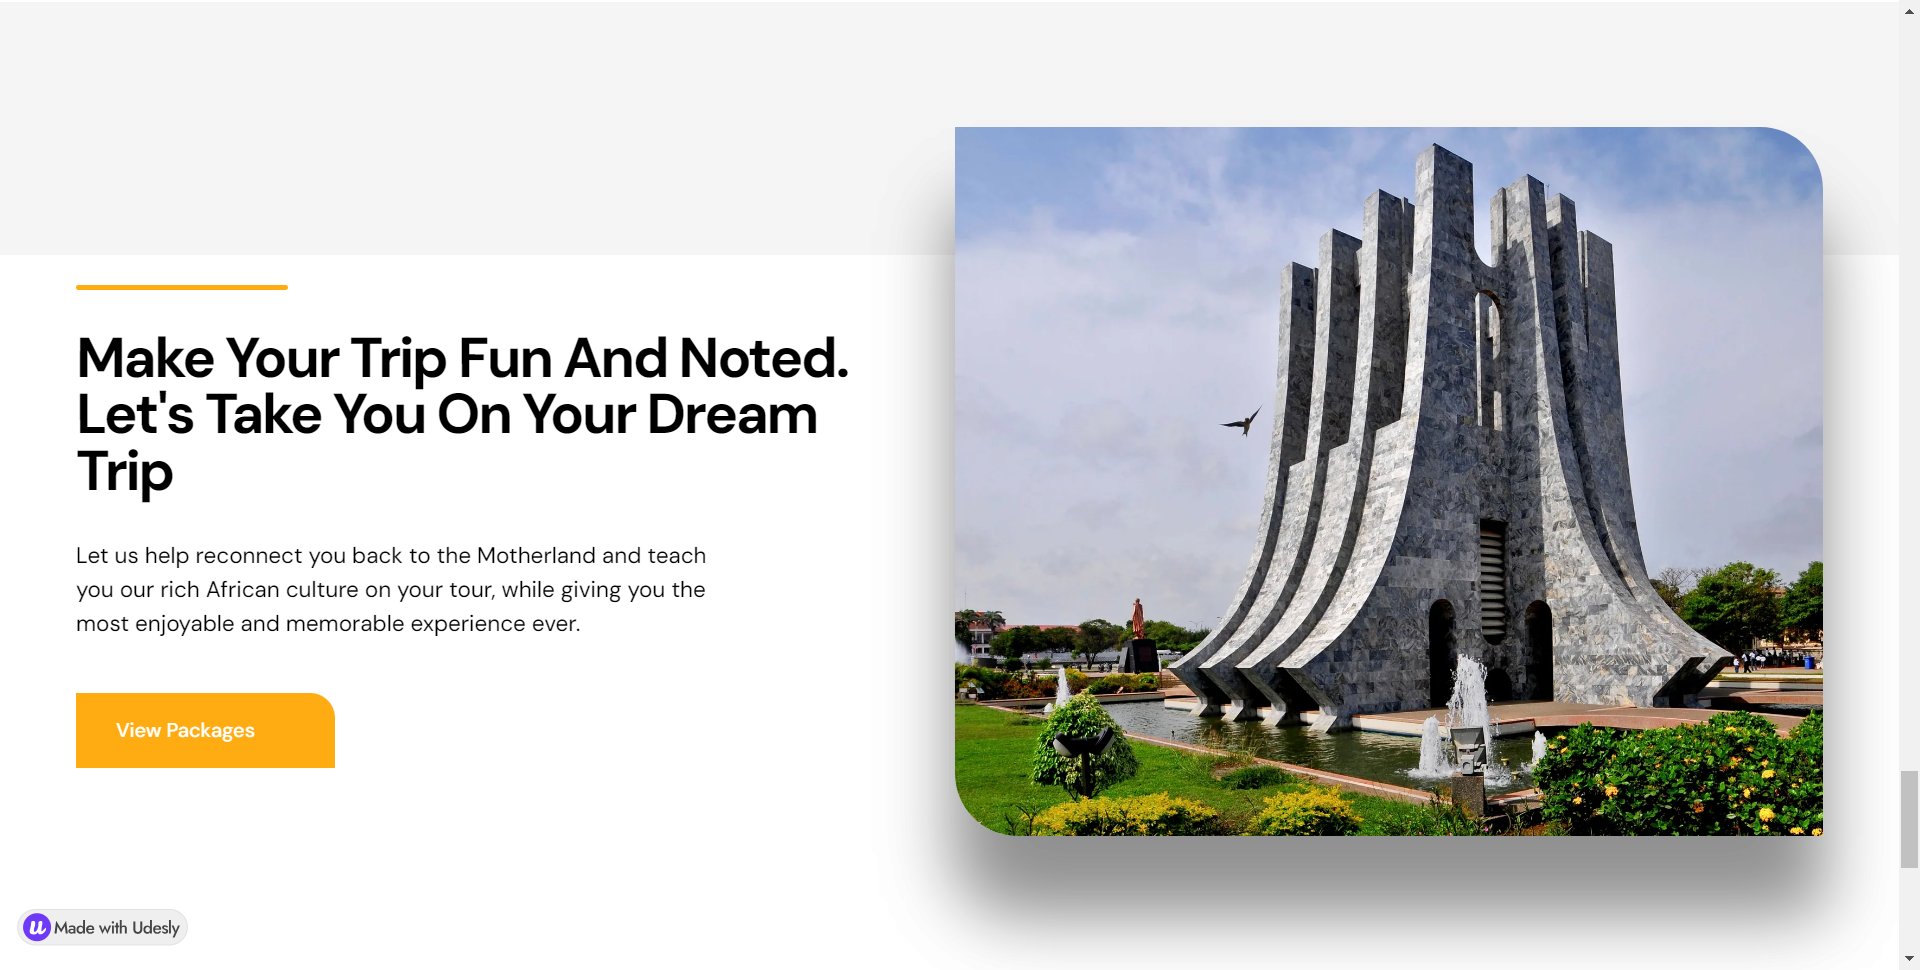 Make Your Trip Fun And Noted.
Let's Take You On Your Dream
Trip
Let us help reconnect you back to the Motherland and teach
you our rich African culture on your tour, while giving you the
most enjoyable and memorable experience ever.
View Packages
Made with Udesly